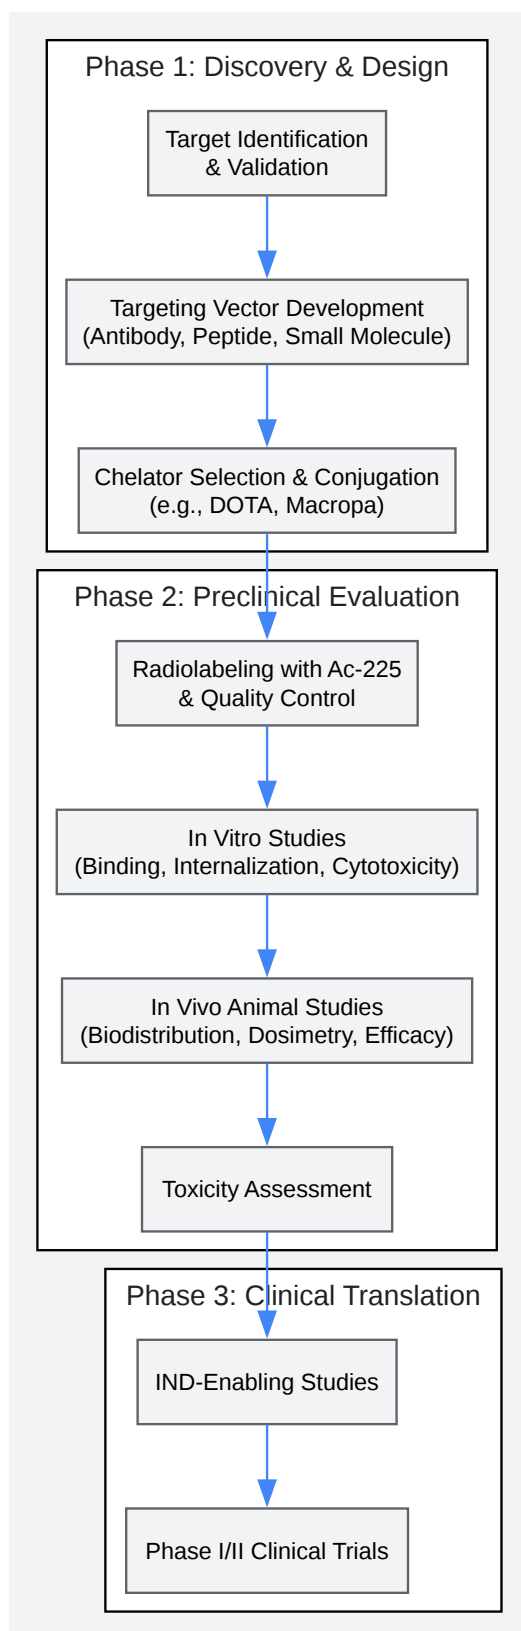 Phase 1: Discovery & Design
Target Identification
& Validation
Targeting Vector Development
(Antibody, Peptide, Small Molecule)
Chelator Selection & Conjugation
(e.g., DOTA, Macropa)
Phase 2: Preclinical Evaluation
Radiolabeling with Ac-225
& Quality Control
In Vitro Studies
(Binding, Internalization, Cytotoxicity)
In Vivo Animal Studies
(Biodistribution, Dosimetry, Efficacy)
Toxicity Assessment
Phase 3: Clinical Translation
IND-Enabling Studies
Phase I/II Clinical Trials